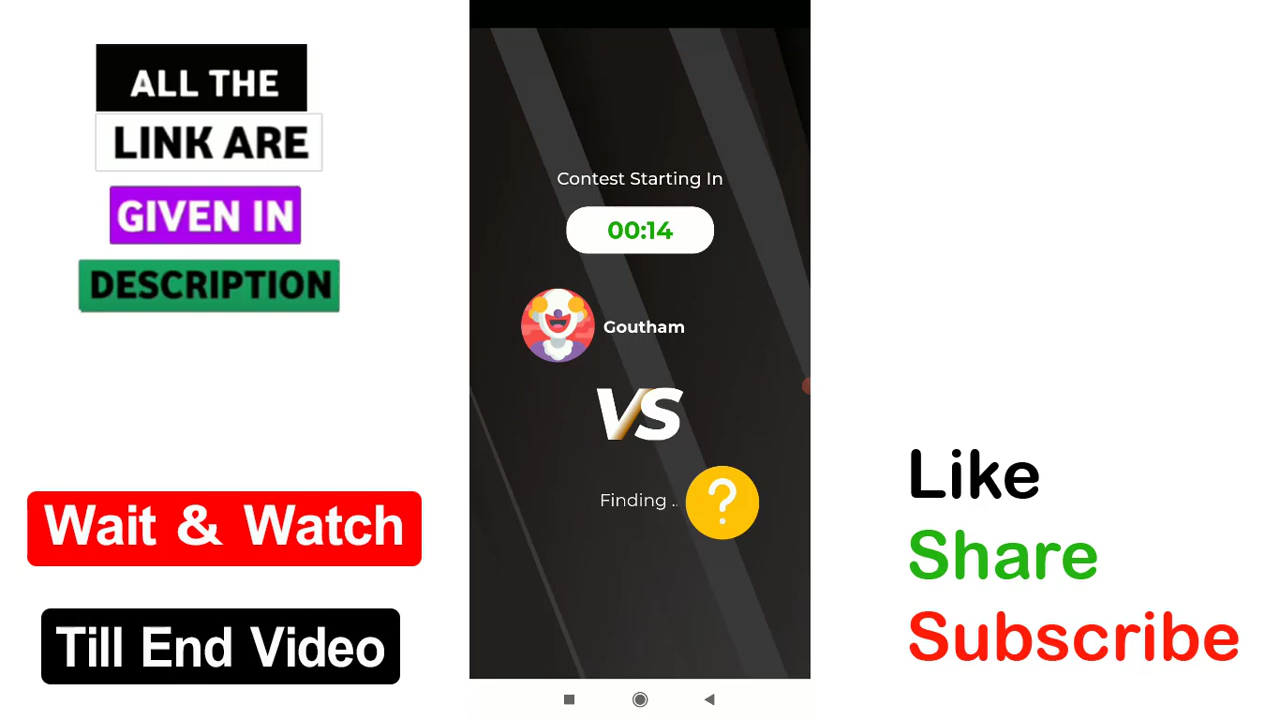 ALL THE
LINK ARE
GIVEN IN
DESCRIPTION
Wait & Watch
Till End Video
Contest Starting In
00:14
Goutham
VS
Finding ..
?
Like
Share
Subscribe